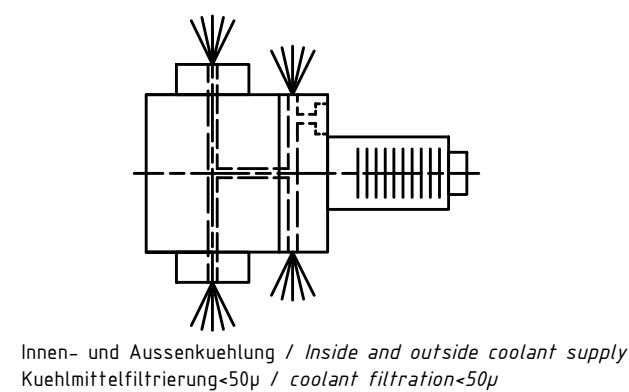 Innen- und Aussenkuehlung / Inside and outside coolant supply
Kuehlmittelfiltrierung<50µ / coolant filtration<50µ